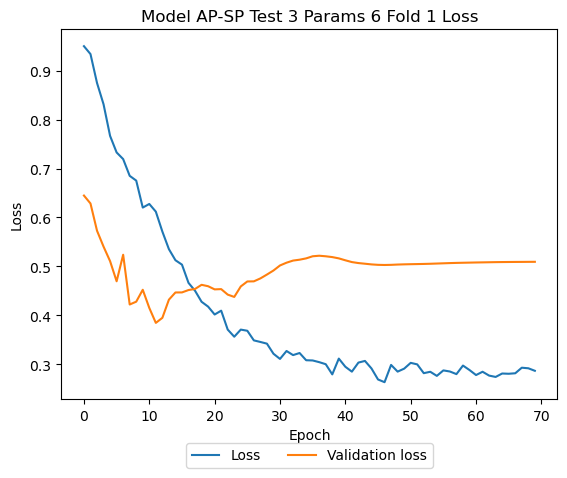 Model AP-SP Test 3 Params 6 Fold 1 Loss
0.9
0.8
0.7
0.6
0.5
0.4
0.3
Loss
0 10 20 30 40 50 60 70
Epoch
Loss Validation loss